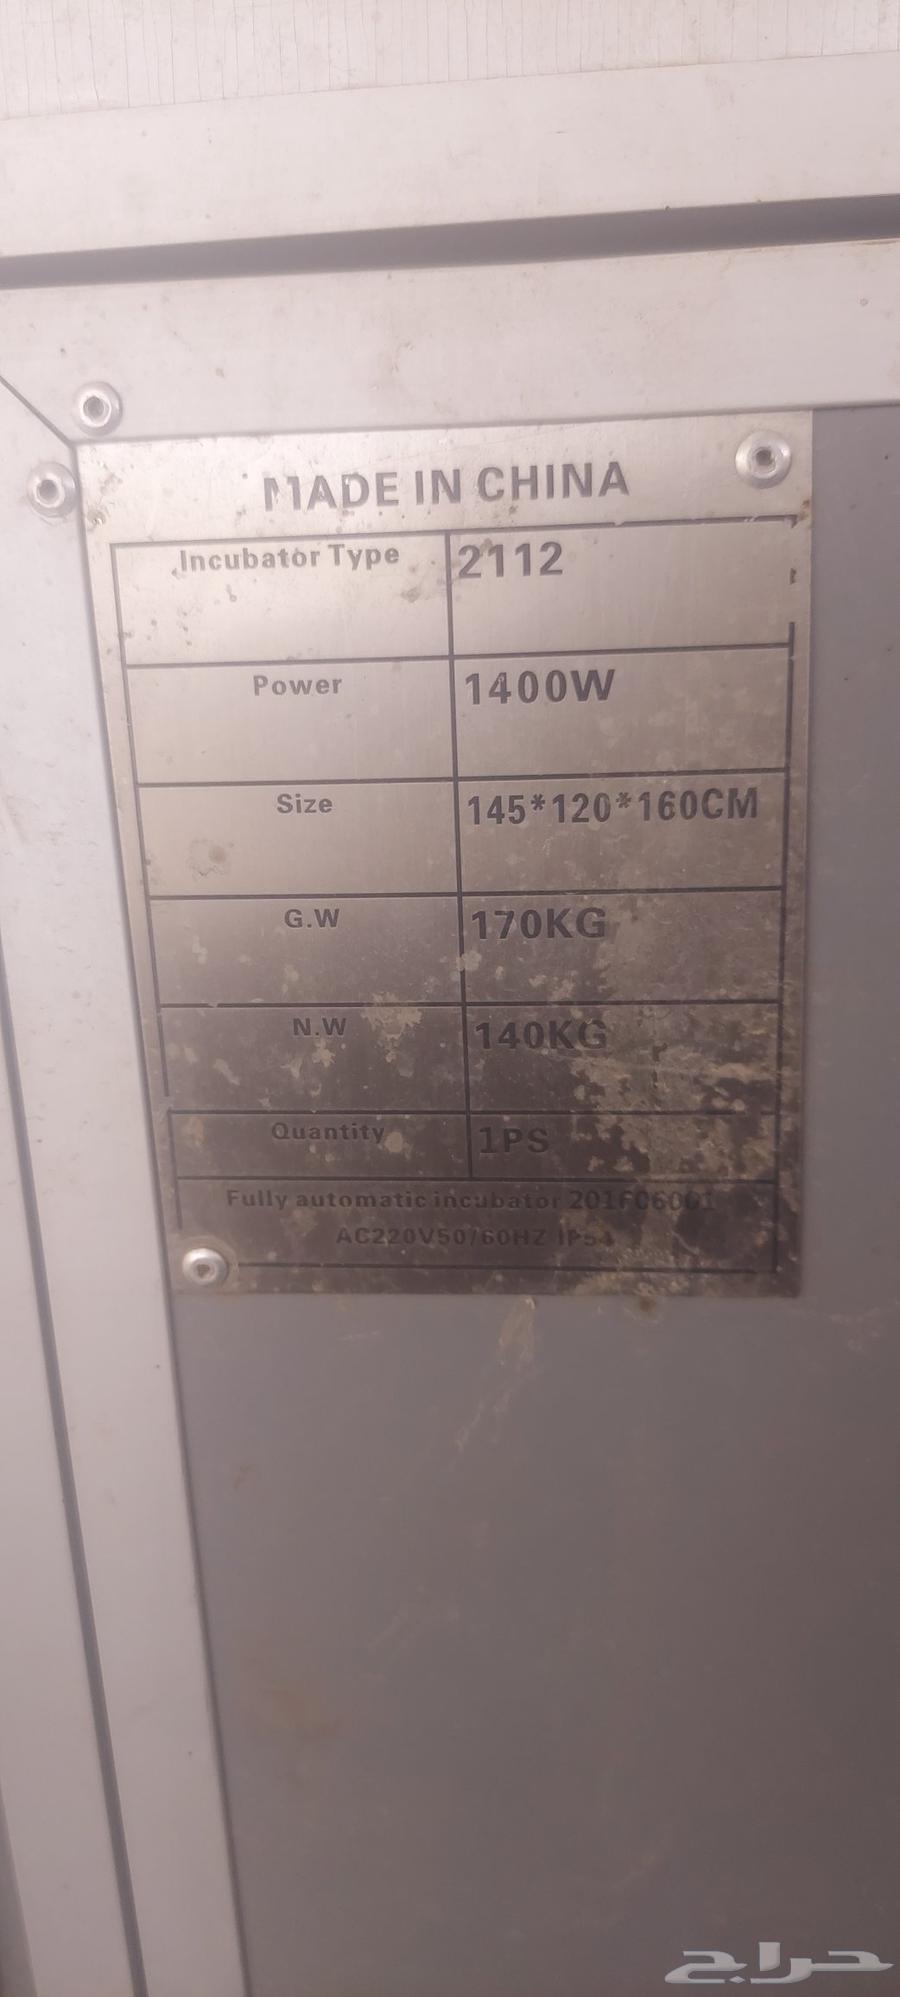 MADE IN CHINA
Incubator Type 2112
Power 1400W
Size 145*120*160CM
G.W 170KG
N.W 140KG
Quantity 1PS
Fully automatic incubator
AC220V50/60HZ IP54
حراج